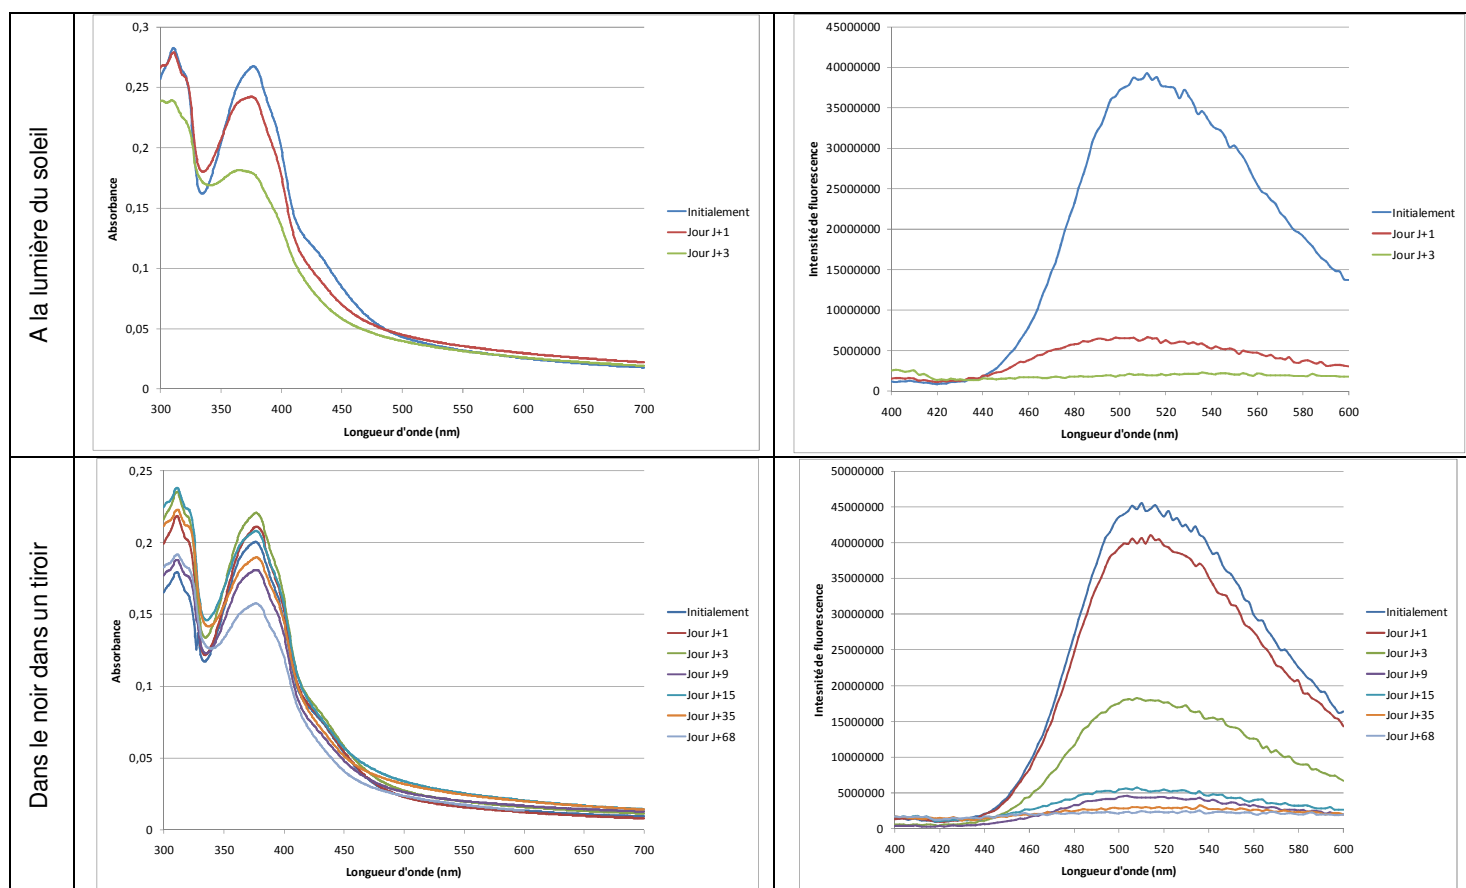 A la lumière du soleil
0,3
0,25
0,2
0,15
0,1
0,05
0
Absorbance
300 350 400 450 500 550 600 650 700
Longueur d'onde (nm)
Initialement
Jour J+1
Jour J+3
45000000
40000000
35000000
30000000
25000000
20000000
15000000
10000000
5000000
0
Intensité de fluorescence
400 420 440 460 480 500 520 540 560 580 600
Longueur d'onde (nm)
Initialement
Jour J+1
Jour J+3
Dans le noir dans un tiroir
0,25
0,2
0,15
0,1
0,05
0
Absorbance
300 350 400 450 500 550 600 650 700
Longueur d'onde (nm)
Initialement
Jour J+1
Jour J+3
Jour J+9
Jour J+15
Jour J+35
Jour J+68
50000000
45000000
40000000
35000000
30000000
25000000
20000000
15000000
10000000
5000000
0
Intesnité de fluorescence
400 420 440 460 480 500 520 540 560 580 600
Longueur d'onde (nm)
Initialement
Jour J+1
Jour J+3
Jour J+9
Jour J+15
Jour J+35
Jour J+68